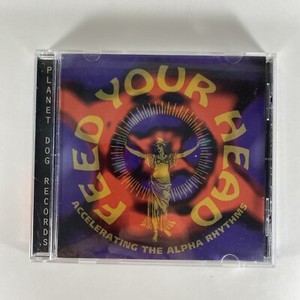 PLANET DOG RECORDS
FEED YOUR HEAD
ACCELERATING THE ALPHA RHYTHMS